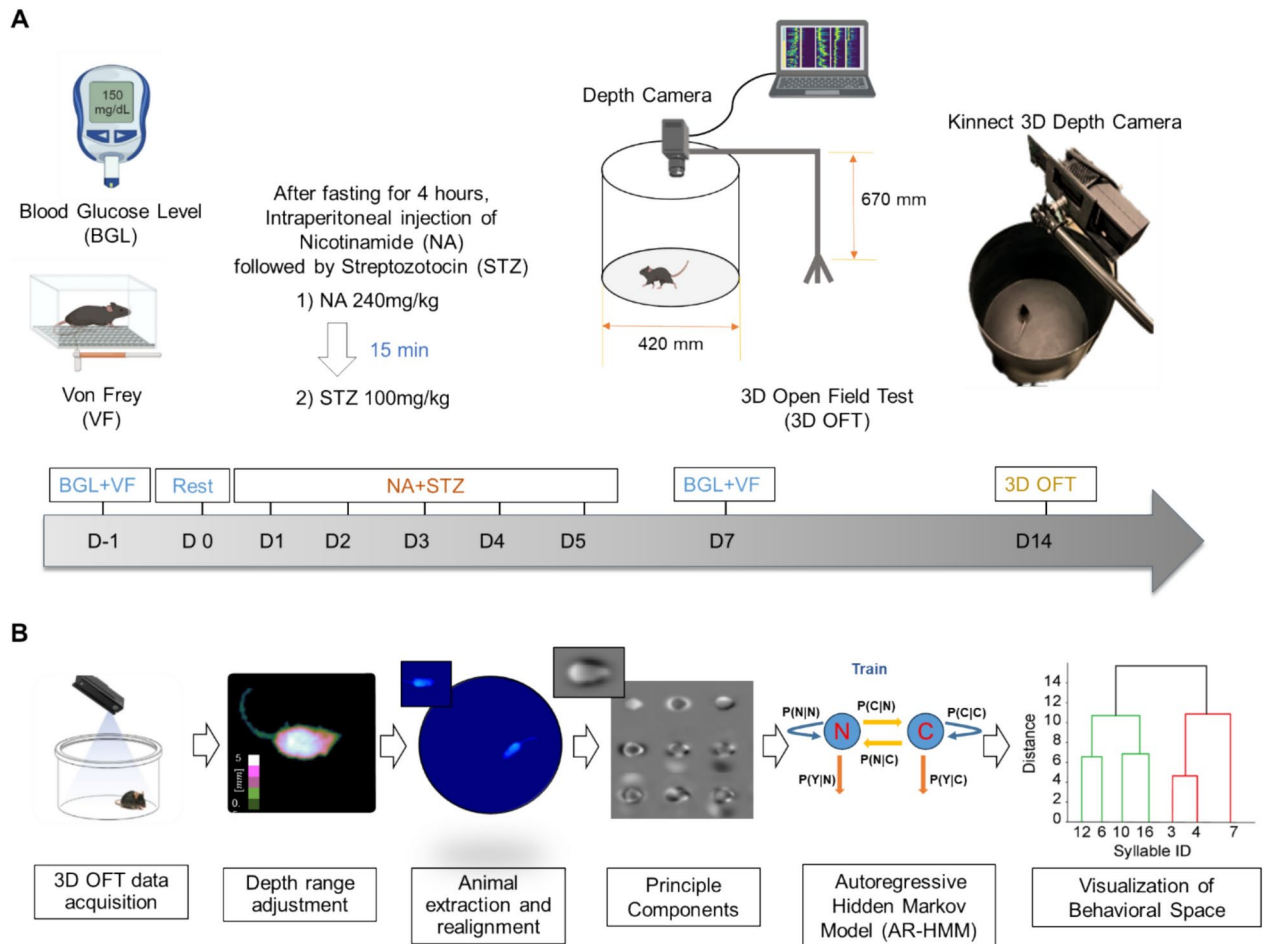 A
150
mg/dL
Blood Glucose Level
(BGL)
Von Frey
(VF)
After fasting for 4 hours,
Intraperitoneal injection of
Nicotinamide (NA)
followed by Streptozotocin (STZ)
1) NA 240mg/kg
15 min
2) STZ 100mg/kg
Depth Camera
670 mm
420 mm
3D Open Field Test
(3D OFT)
Kinnect 3D Depth Camera
BGL+VF
Rest
NA+STZ
BGL+VF
3D OFT
D-1
D 0
D1
D2
D3
D4
D5
D7
D14
B
5
[mm]
0.
Train
P(N|N)
P(C|N)
P(C|C)
N
C
P(N|C)
P(Y|N)
P(Y|C)
Distance
14
12
10
8
6
4
2
0
12 6 10 16 3 4 7
Syllable ID
3D OFT data
acquisition
Depth range
adjustment
Animal
extraction and
realignment
Principle
Components
Autoregressive
Hidden Markov
Model (AR-HMM)
Visualization of
Behavioral Space